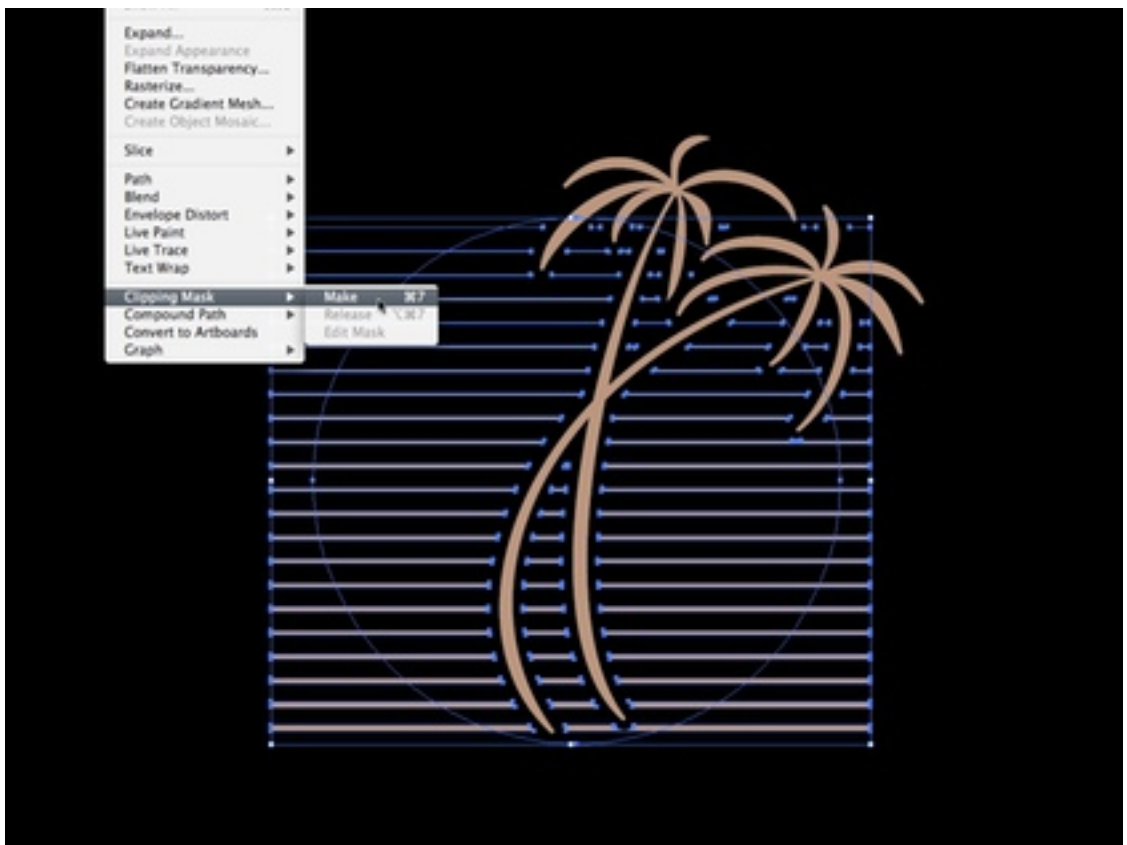 Expand...
Expand Appearance
Flatten Transparency...
Rasterize...
Create Gradient Mesh...
Create Object Mosaic...
Slice
Path
Blend
Envelope Distort
Live Paint
Live Trace
Text Wrap
Clipping Mask
Make ⌘7
Compound Path
Release ⌥⌘7
Convert to Artboards
Edit Mask
Graph